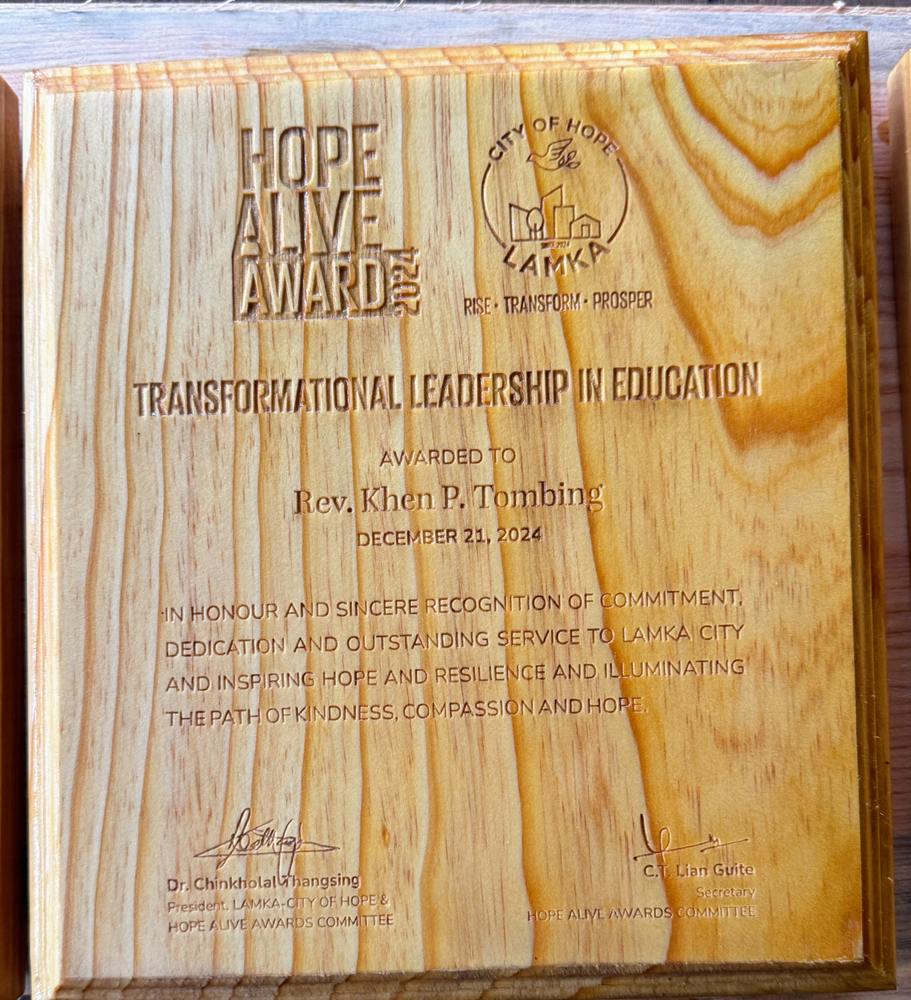 HOPE
ALIVE
AWARD 2024
CITY OF HOPE
SINCE 2024
LAMKA
RISE · TRANSFORM · PROSPER
TRANSFORMATIONAL LEADERSHIP IN EDUCATION
AWARDED TO
Rev. Khen P. Tombing
DECEMBER 21, 2024
IN HONOUR AND SINCERE RECOGNITION OF COMMITMENT,
DEDICATION AND OUTSTANDING SERVICE TO LAMKA CITY
AND INSPIRING HOPE AND RESILIENCE AND ILLUMINATING
THE PATH OF KINDNESS, COMPASSION AND HOPE.
Dr. Chinkholal Thangsing
President, LAMKA-CITY OF HOPE &
HOPE ALIVE AWARDS COMMITTEE
C.T. Lian Guite
Secretary
HOPE ALIVE AWARDS COMMITTEE